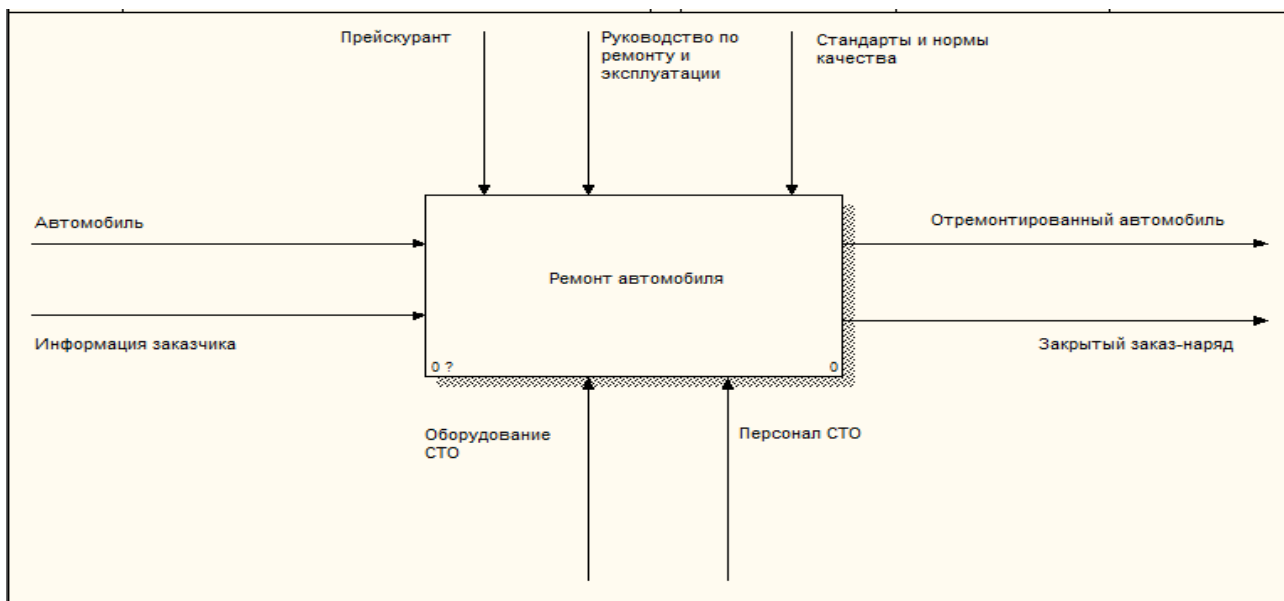 Прейскурант
Руководство по
ремонту и
эксплуатации
Стандарты и нормы
качества
Автомобиль
Отремонтированный автомобиль
Ремонт автомобиля
Информация заказчика
Закрытый заказ-наряд
0 ?
0
Оборудование
СТО
Персонал СТО